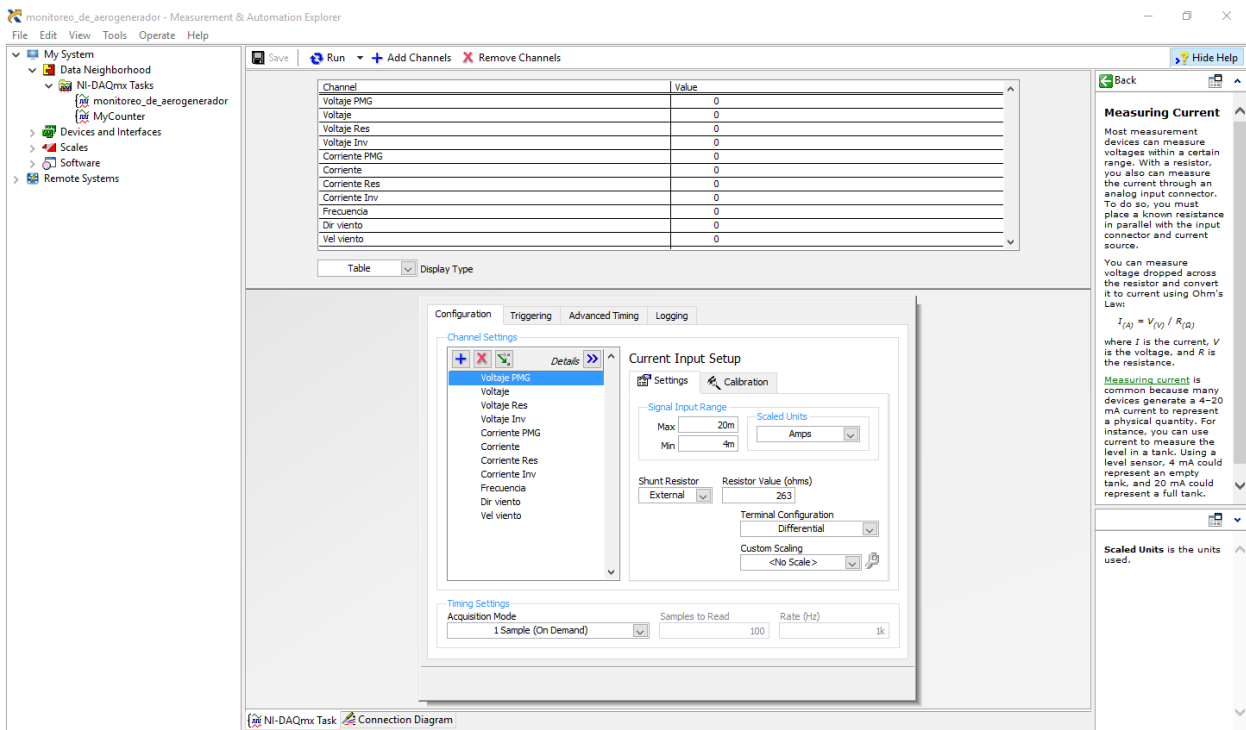 monitoreo_de_aerogenerador - Measurement & Automation Explorer
File Edit View Tools Operate Help
My System
Data Neighborhood
NI-DAQmx Tasks
monitoreo_de_aerogenerador
MyCounter
Devices and Interfaces
Scales
Software
Remote Systems
Save Run Add Channels Remove Channels Hide Help
Channel Value
Voltaje PMG 0
Voltaje 0
Voltaje Res 0
Voltaje Inv 0
Corriente PMG 0
Corriente 0
Corriente Res 0
Corriente Inv 0
Frecuencia 0
Dir viento 0
Vel viento 0
Table Display Type
Configuration Triggering Advanced Timing Logging
Channel Settings
Details
Voltaje PMG
Voltaje
Voltaje Res
Voltaje Inv
Corriente PMG
Corriente
Corriente Res
Corriente Inv
Frecuencia
Dir viento
Vel viento
Current Input Setup
Settings Calibration
Signal Input Range
Max 20m
Min 4m
Scaled Units
Amps
Shunt Resistor Resistor Value (ohms)
External 263
Terminal Configuration
Differential
Custom Scaling
<No Scale>
Timing Settings
Acquisition Mode Samples to Read Rate (Hz)
1 Sample (On Demand) 100 1k
NI-DAQmx Task Connection Diagram
Back
Measuring Current
Most measurement
devices can measure
voltages within a certain
range. With a resistor,
you also can measure
the current through an
analog input connector.
To do so, you must
place a known resistance
in parallel with the input
connector and current
source.
You can measure
voltage dropped across
the resistor and convert
it to current using Ohm's
Law:
I(A) = V(V) / R(Ω)
where I is the current, V
is the voltage, and R is
the resistance.
Measuring current is
common because many
devices generate a 4–20
mA current to represent
a physical quantity. For
instance, you can use
current to measure the
level in a tank. Using a
level sensor, 4 mA could
represent an empty
tank, and 20 mA could
represent a full tank.
Scaled Units is the units
used.